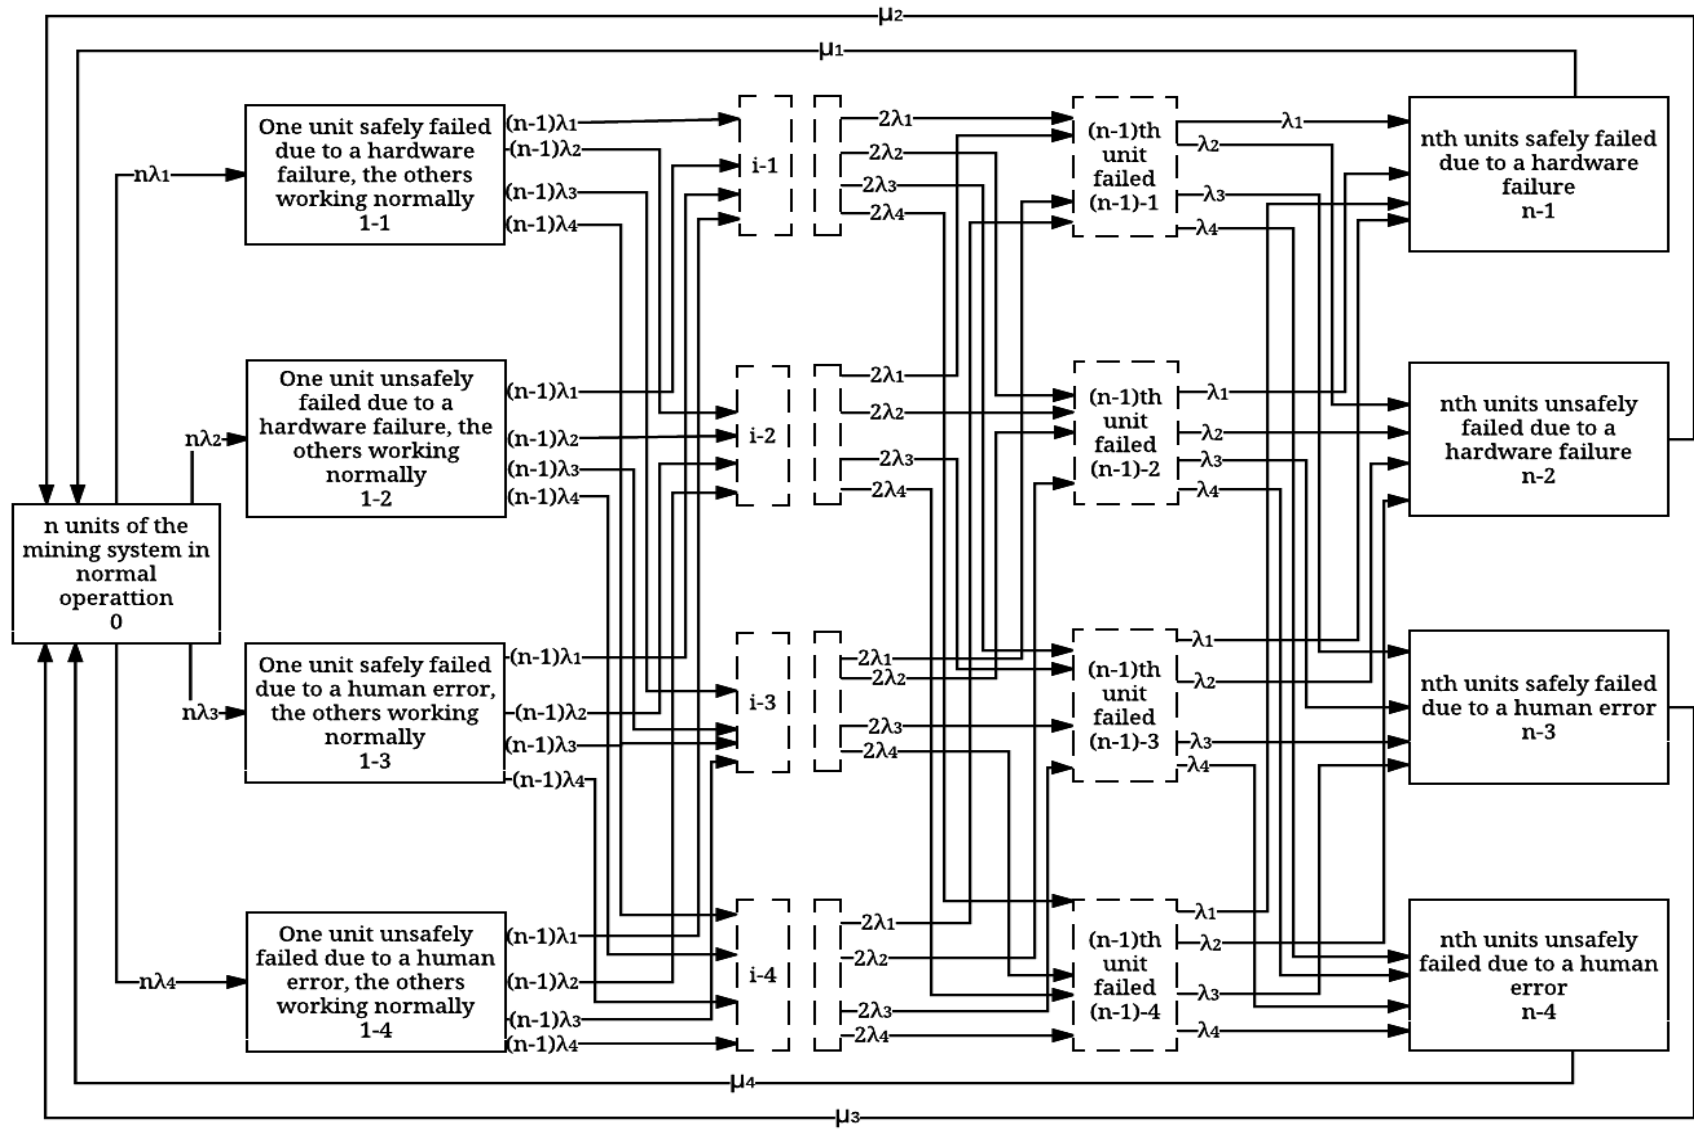 μ2
μ1
One unit safely failed
due to a hardware
failure, the others
working normally
1-1
nλ1
(n-1)λ1
(n-1)λ2
(n-1)λ3
(n-1)λ4
i-1
2λ1
2λ2
2λ3
2λ4
(n-1)th
unit
failed
(n-1)-1
λ1
λ2
λ3
λ4
nth units safely failed
due to a hardware
failure
n-1
One unit unsafely
failed due to a
hardware failure, the
others working
normally
1-2
nλ2
(n-1)λ1
(n-1)λ2
(n-1)λ3
(n-1)λ4
i-2
2λ1
2λ2
2λ3
2λ4
(n-1)th
unit
failed
(n-1)-2
λ1
λ2
λ3
λ4
nth units unsafely
failed due to a
hardware failure
n-2
n units of the
mining system in
normal
operattion
0
One unit safely failed
due to a human error,
the others working
normally
1-3
nλ3
(n-1)λ1
(n-1)λ2
(n-1)λ3
(n-1)λ4
i-3
2λ1
2λ2
2λ3
2λ4
(n-1)th
unit
failed
(n-1)-3
λ1
λ2
λ3
λ4
nth units safely failed
due to a human error
n-3
One unit unsafely
failed due to a human
error, the others
working normally
1-4
nλ4
(n-1)λ1
(n-1)λ2
(n-1)λ3
(n-1)λ4
i-4
2λ1
2λ2
2λ3
2λ4
(n-1)th
unit
failed
(n-1)-4
λ1
λ2
λ3
λ4
nth units unsafely
failed due to a human
error
n-4
μ4
μ3